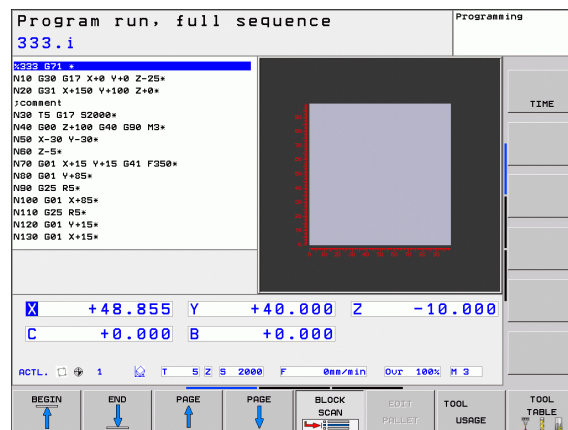 Program run, full sequence
Programming
333.i
%333 G71 *
N10 G30 G17 X+0 Y+0 Z-25*
N20 G31 X+150 Y+100 Z+0*
;comment
N30 T5 G17 S2000*
N40 G00 Z+100 G40 G90 M3*
N50 X-30 Y-30*
N60 Z-5*
N70 G01 X+15 Y+15 G41 F350*
N80 G01 Y+85*
N90 G25 R5*
N100 G01 X+85*
N110 G25 R5*
N120 G01 Y+15*
N130 G01 X+15*
TIME
X +48.855 Y +40.000 Z -10.000
C +0.000 B +0.000
ACTL. 1 T 5 Z S 2000 F 0mm/min Ovr 100% M 3
BEGIN
END
PAGE
PAGE
BLOCK
SCAN
EDIT
PALLET
TOOL
USAGE
TOOL
TABLE